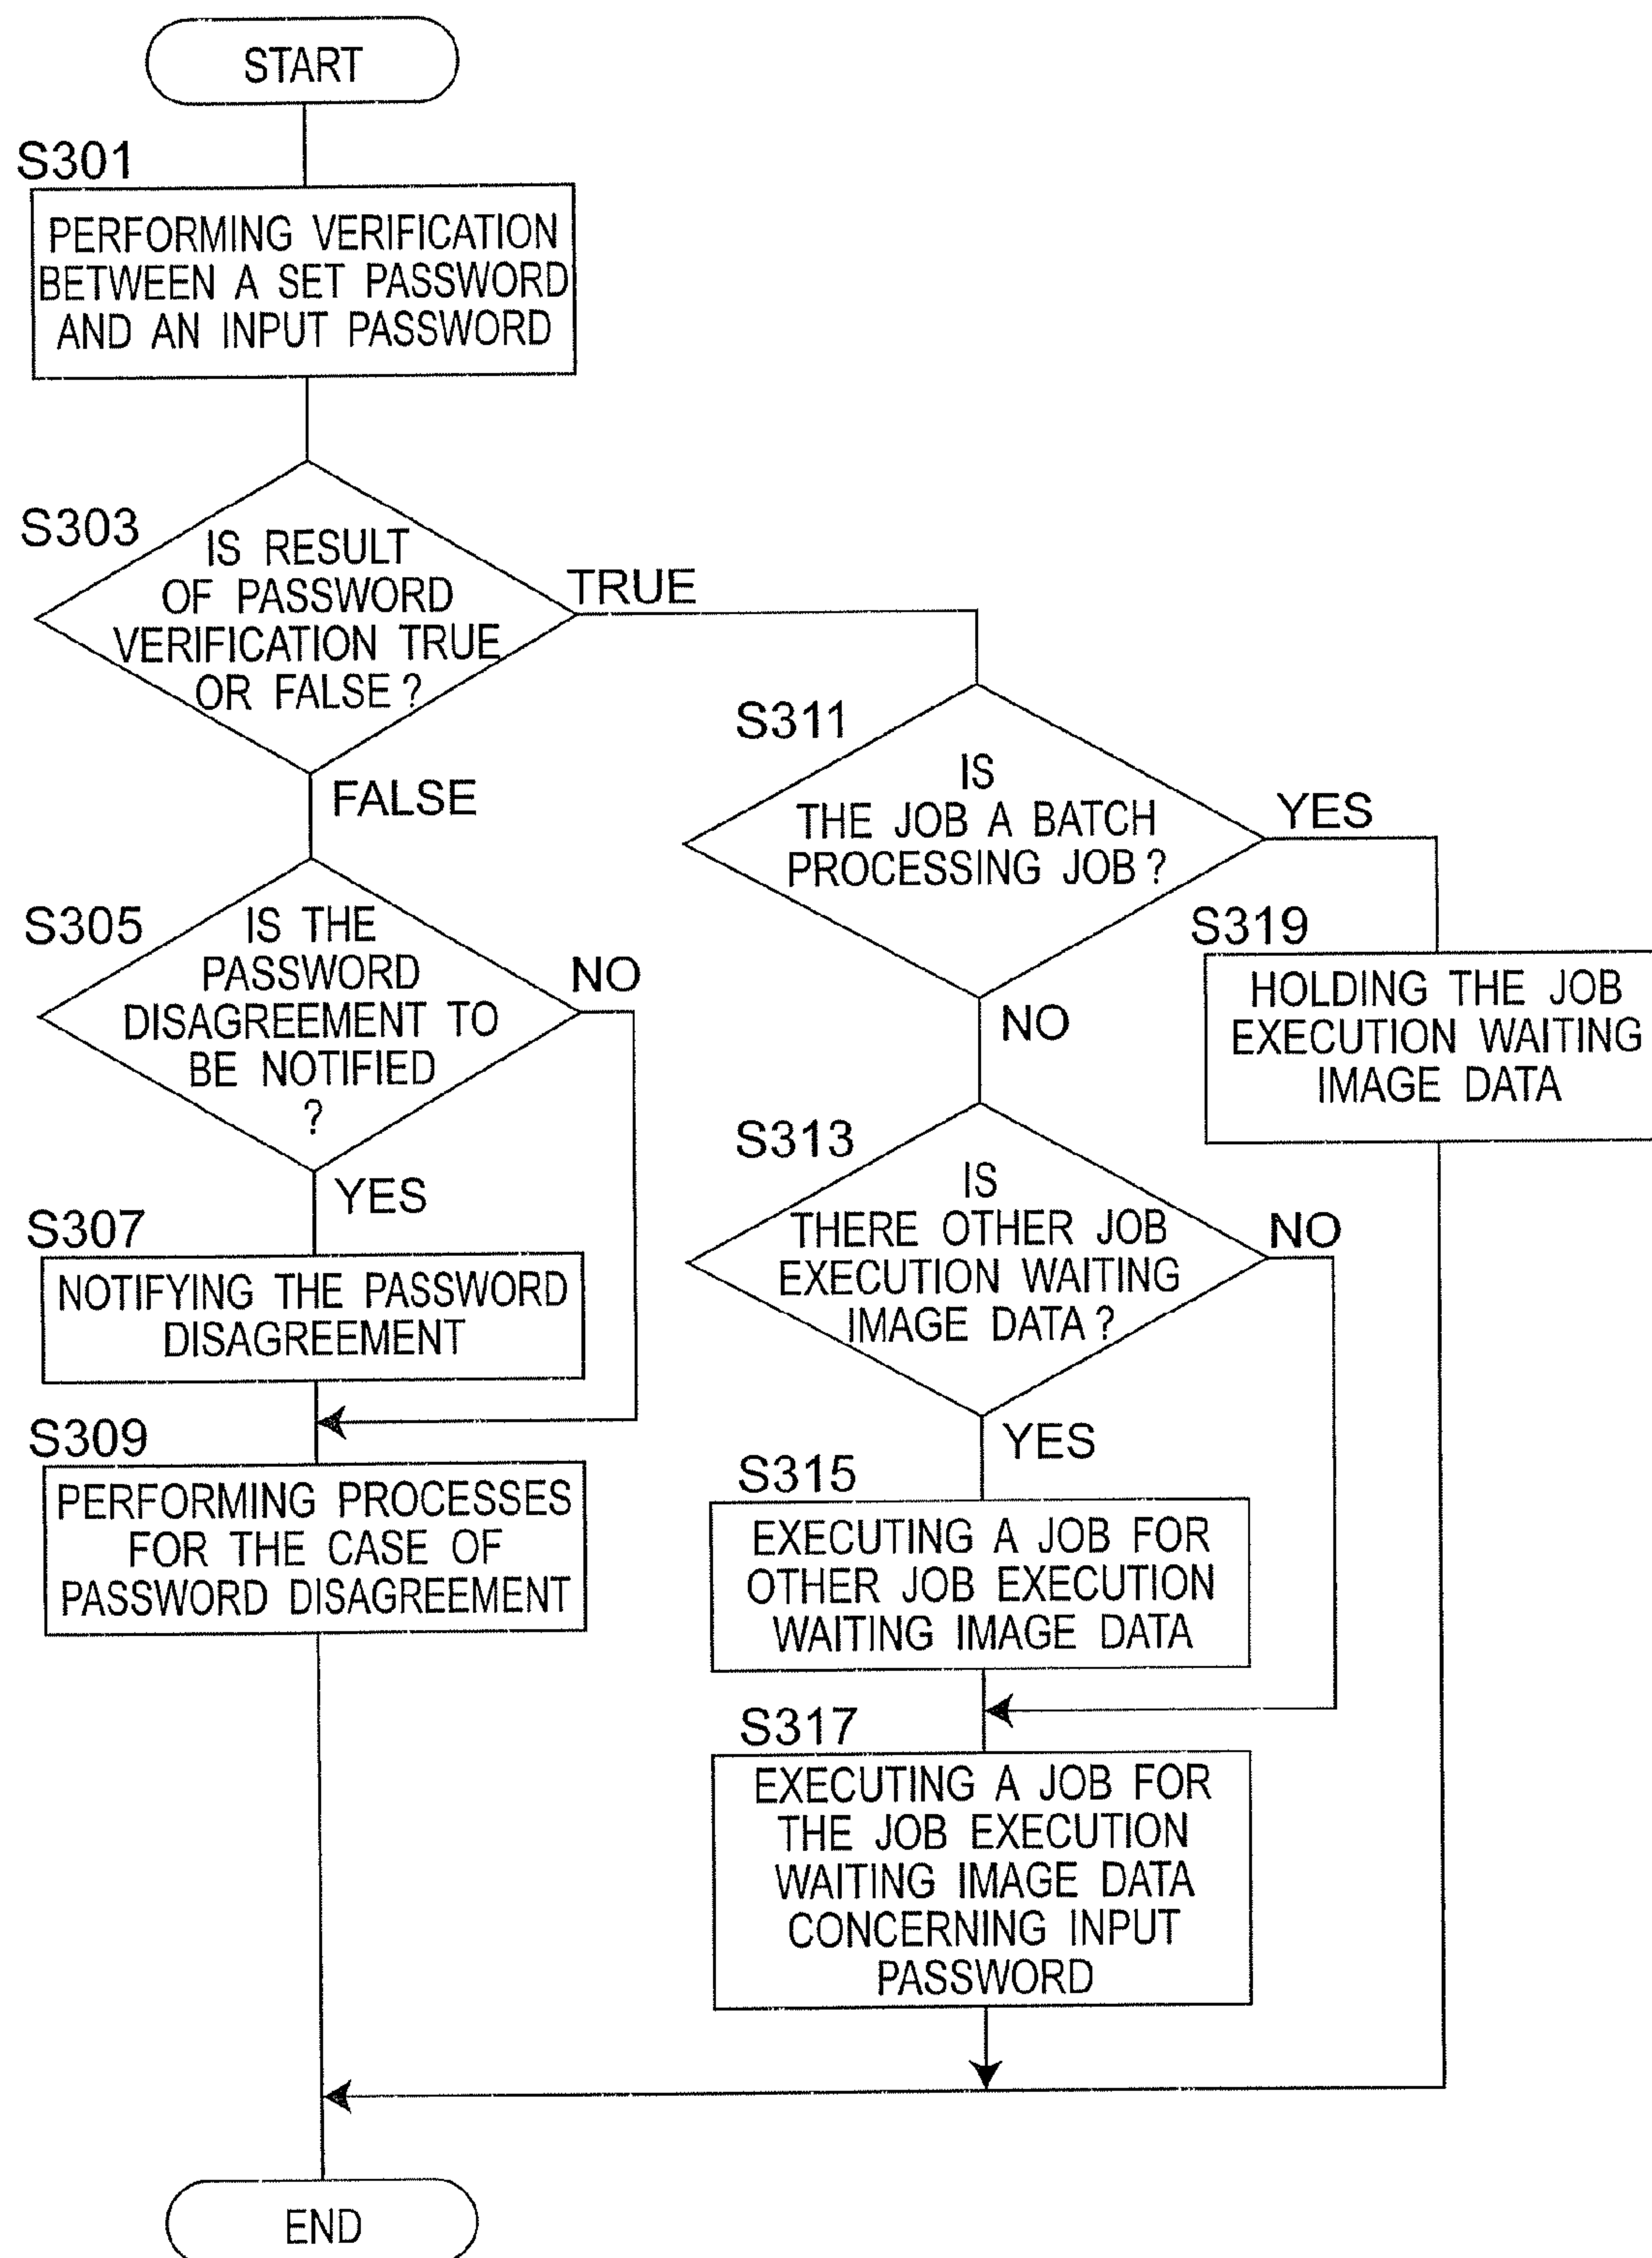 START
S301
PERFORMING VERIFICATION
BETWEEN A SET PASSWORD
AND AN INPUT PASSWORD
S303
IS RESULT
OF PASSWORD
VERIFICATION TRUE
OR FALSE?
TRUE
FALSE
S305
IS THE
PASSWORD
DISAGREEMENT TO
BE NOTIFIED
?
NO
YES
S307
NOTIFYING THE PASSWORD
DISAGREEMENT
S309
PERFORMING PROCESSES
FOR THE CASE OF
PASSWORD DISAGREEMENT
S311
IS
THE JOB A BATCH
PROCESSING JOB?
YES
NO
S319
HOLDING THE JOB
EXECUTION WAITING
IMAGE DATA
S313
IS
THERE OTHER JOB
EXECUTION WAITING
IMAGE DATA?
NO
YES
S315
EXECUTING A JOB FOR
OTHER JOB EXECUTION
WAITING IMAGE DATA
S317
EXECUTING A JOB FOR
THE JOB EXECUTION
WAITING IMAGE DATA
CONCERNING INPUT
PASSWORD
END